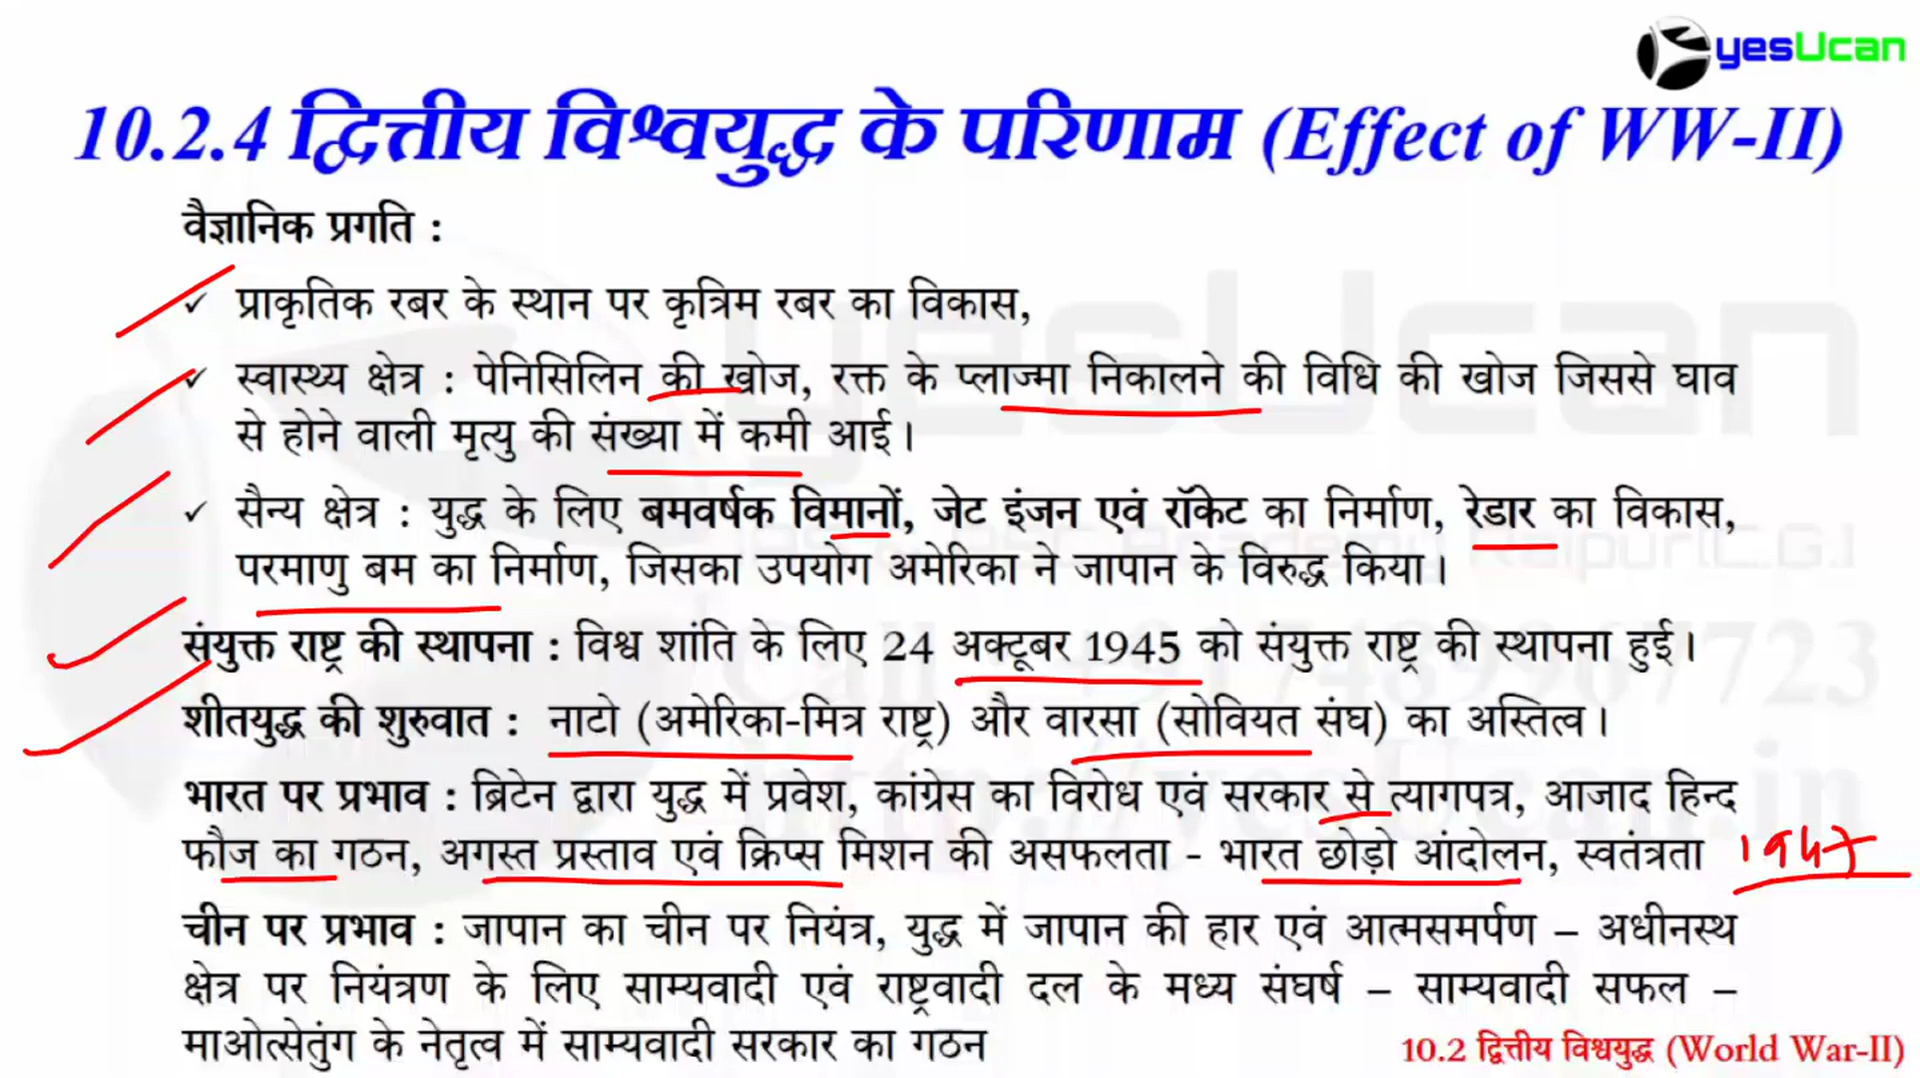 yesUcan
10.2.4 द्वित्तीय विश्वयुद्ध के परिणाम (Effect of WW-II)
वैज्ञानिक प्रगति :
✓ प्राकृतिक रबर के स्थान पर कृत्रिम रबर का विकास,
✓ स्वास्थ्य क्षेत्र : पेनिसिलिन की खोज, रक्त के प्लाज्मा निकालने की विधि की खोज जिससे घाव
से होने वाली मृत्यु की संख्या में कमी आई।
✓ सैन्य क्षेत्र : युद्ध के लिए बमवर्षक विमानों, जेट इंजन एवं रॉकेट का निर्माण, रेडार का विकास,
परमाणु बम का निर्माण, जिसका उपयोग अमेरिका ने जापान के विरुद्ध किया।
संयुक्त राष्ट्र की स्थापना : विश्व शांति के लिए 24 अक्टूबर 1945 को संयुक्त राष्ट्र की स्थापना हुई।
शीतयुद्ध की शुरुवात : नाटो (अमेरिका-मित्र राष्ट्र) और वारसा (सोवियत संघ) का अस्तित्व।
भारत पर प्रभाव : ब्रिटेन द्वारा युद्ध में प्रवेश, कांग्रेस का विरोध एवं सरकार से त्यागपत्र, आजाद हिन्द
फौज का गठन, अगस्त प्रस्ताव एवं क्रिप्स मिशन की असफलता - भारत छोड़ो आंदोलन, स्वतंत्रता 1947
चीन पर प्रभाव : जापान का चीन पर नियंत्र, युद्ध में जापान की हार एवं आत्मसमर्पण – अधीनस्थ
क्षेत्र पर नियंत्रण के लिए साम्यवादी एवं राष्ट्रवादी दल के मध्य संघर्ष – साम्यवादी सफल –
माओत्सेतुंग के नेतृत्व में साम्यवादी सरकार का गठन
10.2 द्वित्तीय विश्वयुद्ध (World War-II)